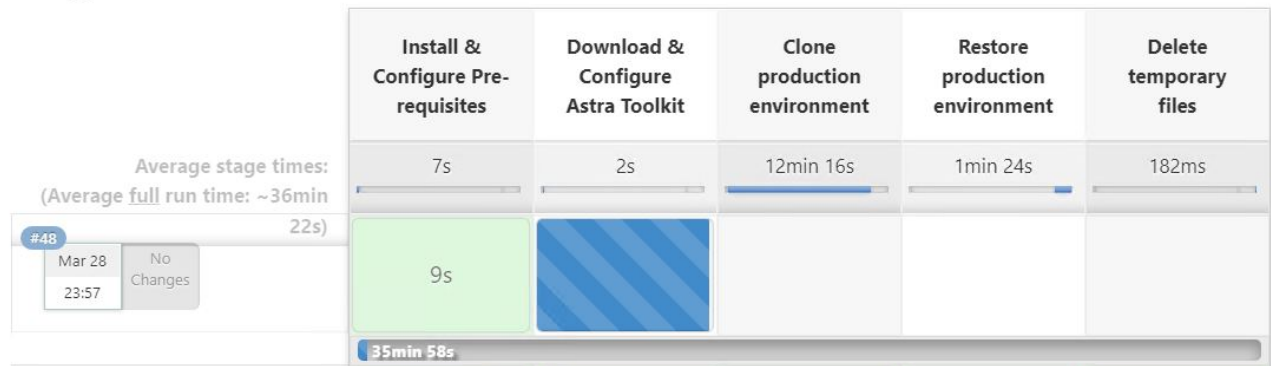 Install &
Configure Pre-
requisites
Download &
Configure
Astra Toolkit
Clone
production
environment
Restore
production
environment
Delete
temporary
files
Average stage times:
(Average full run time: ~36min
22s)
7s
2s
12min 16s
1min 24s
182ms
#48
Mar 28
23:57
No
Changes
9s
35min 58s